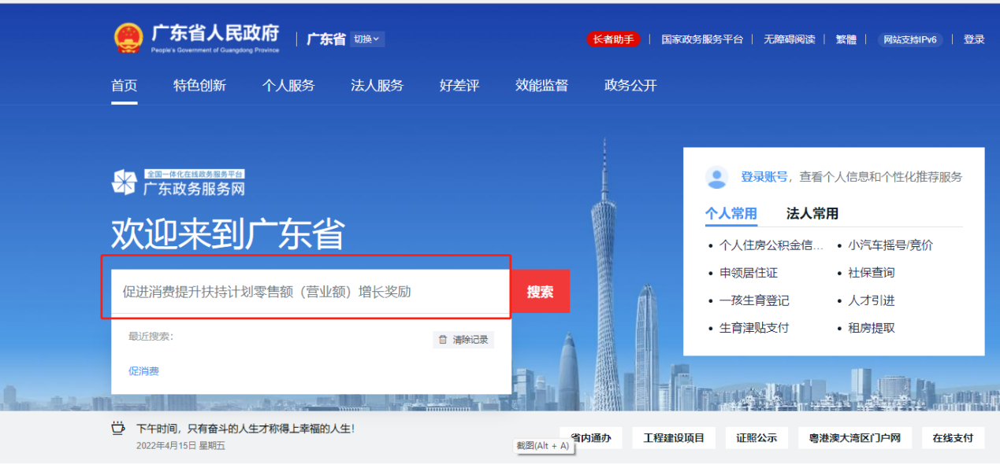 广东省人民政府
People's Government of Guangdong Province
广东省 切换
长者助手 国家政务服务平台 无障碍阅读 繁體 网站支持IPv6 登录
首页 特色创新 个人服务 法人服务 好差评 效能监督 政务公开
全国一体化在线政务服务平台
广东政务服务网
欢迎来到广东省
促进消费提升扶持计划零售额（营业额）增长奖励 搜索
最近搜索: 清除记录
促消费
登录账号，查看个人信息和个性化推荐服务
个人常用 法人常用
个人住房公积金信... 小汽车摇号/竞价
申领居住证 社保查询
一孩生育登记 人才引进
生育津贴支付 租房提取
下午时间，只有奋斗的人生才称得上幸福的人生！
2022年4月15日 星期五
截图(Alt + A)
省内通办 工程建设项目 证照公示 粤港澳大湾区门户网 在线支付